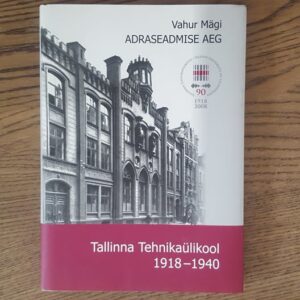 Vahur Mägi
ADRASEADMISE AEG
90
1918
2008
Tallinna Tehnikaülikool
1918–1940